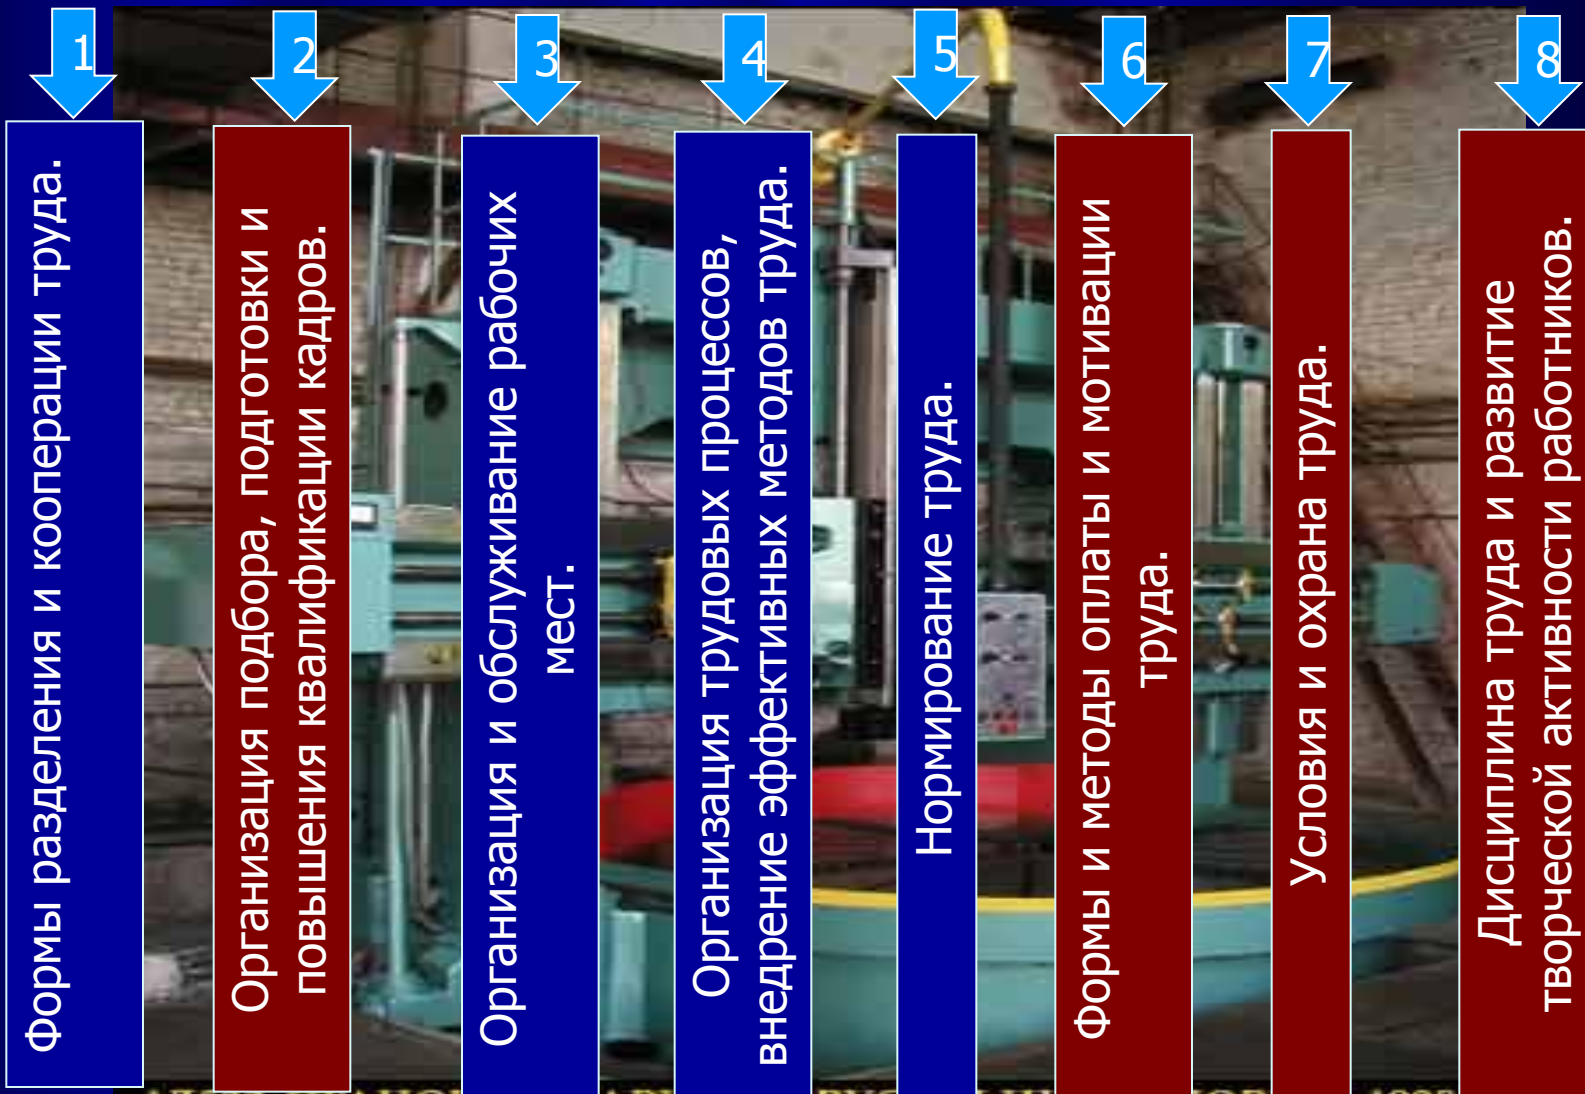 1
Формы разделения и кооперации труда.
2
Организация подбора, подготовки и
повышения квалификации кадров.
3
Организация и обслуживание рабочих
мест.
4
Организация трудовых процессов,
внедрение эффективных методов труда.
5
Нормирование труда.
6
Формы и методы оплаты и мотивации
труда.
7
Условия и охрана труда.
8
Дисциплина труда и развитие
творческой активности работников.